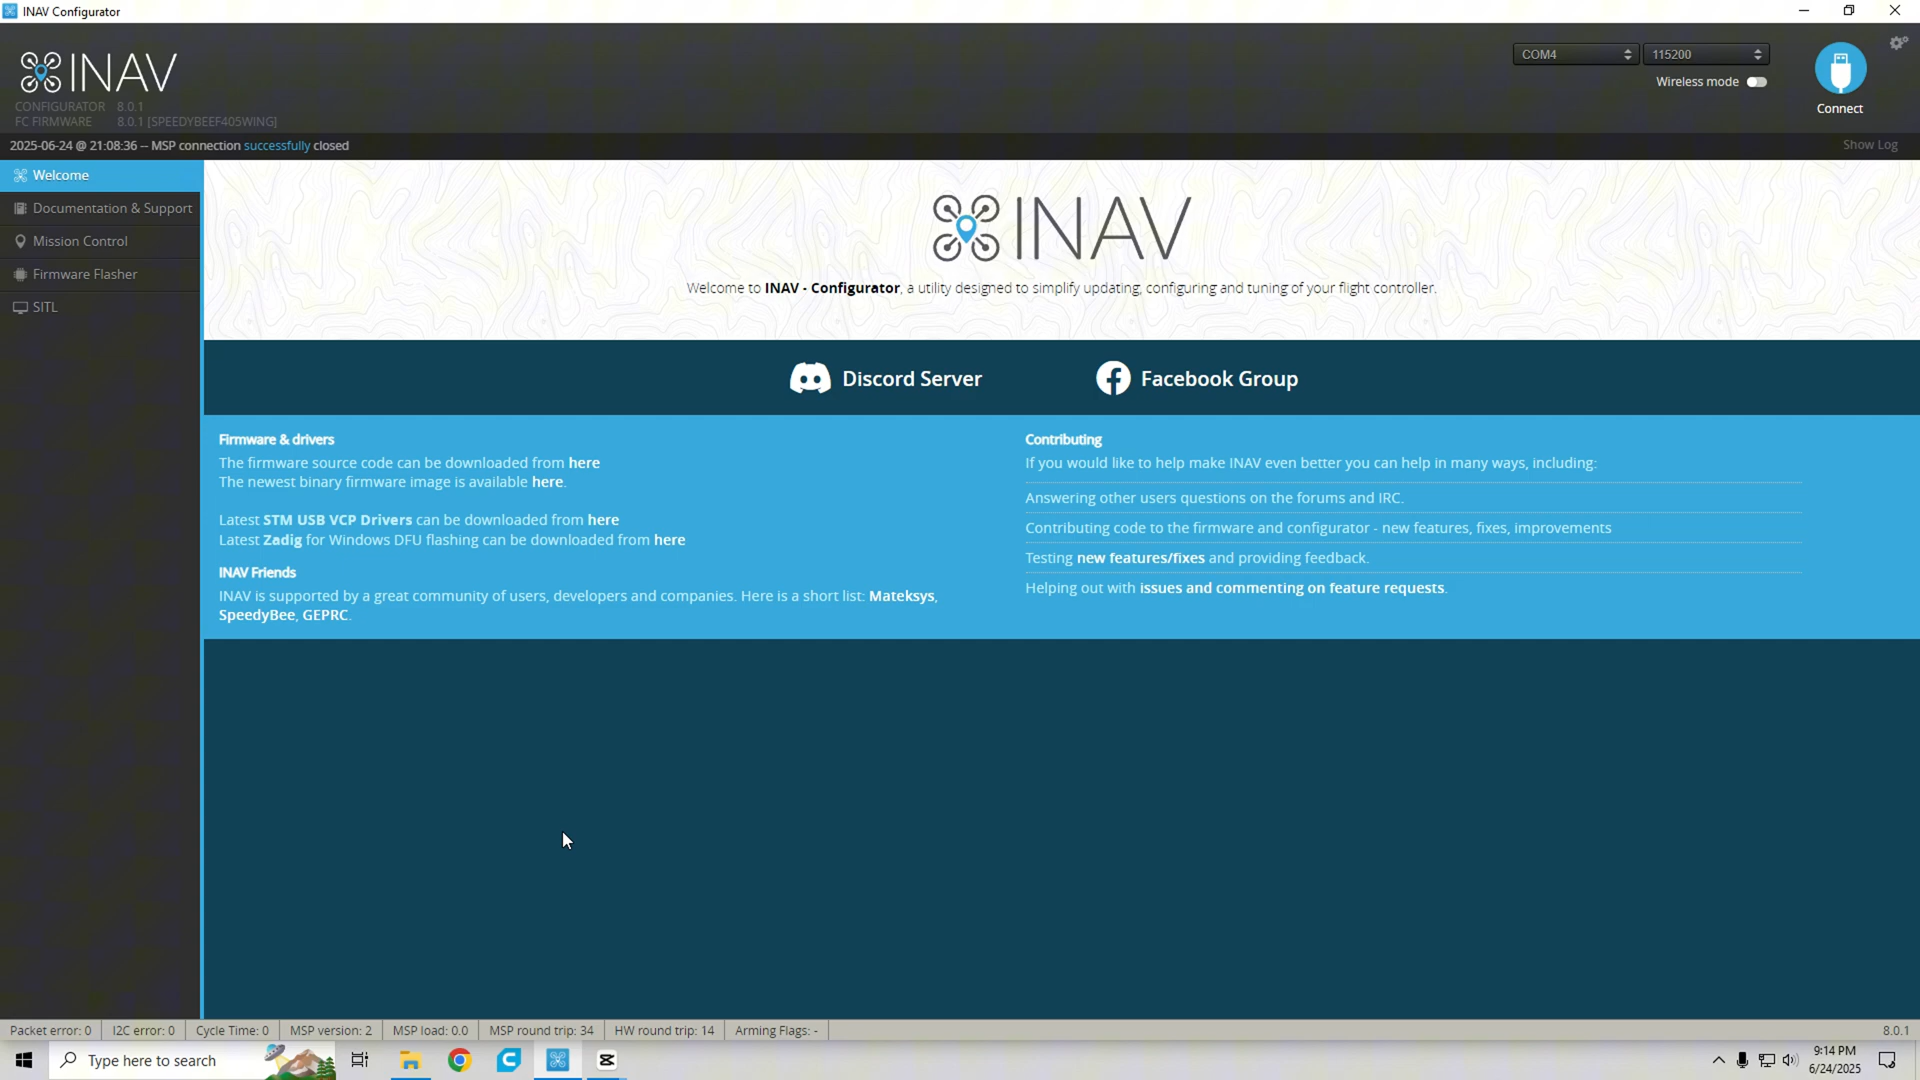 INAV Configurator
INAV
CONFIGURATOR 8.0.1
FC FIRMWARE 8.0.1 [SPEEDYBEEF405WING]
COM4
115200
Wireless mode
Connect
2025-06-24 @ 21:08:36 -- MSP connection successfully closed
Show Log
Welcome
Documentation & Support
Mission Control
Firmware Flasher
SITL
INAV
Welcome to INAV - Configurator, a utility designed to simplify updating, configuring and tuning of your flight controller.
Discord Server
Facebook Group
Firmware & drivers
The firmware source code can be downloaded from here
The newest binary firmware image is available here.
Latest STM USB VCP Drivers can be downloaded from here
Latest Zadig for Windows DFU flashing can be downloaded from here
INAV Friends
INAV is supported by a great community of users, developers and companies. Here is a short list: Mateksys,
SpeedyBee, GEPRC.
Contributing
If you would like to help make INAV even better you can help in many ways, including:
Answering other users questions on the forums and IRC.
Contributing code to the firmware and configurator - new features, fixes, improvements
Testing new features/fixes and providing feedback.
Helping out with issues and commenting on feature requests.
Packet error: 0
I2C error: 0
Cycle Time: 0
MSP version: 2
MSP load: 0.0
MSP round trip: 34
HW round trip: 14
Arming Flags: -
8.0.1
Type here to search
9:14 PM
6/24/2025